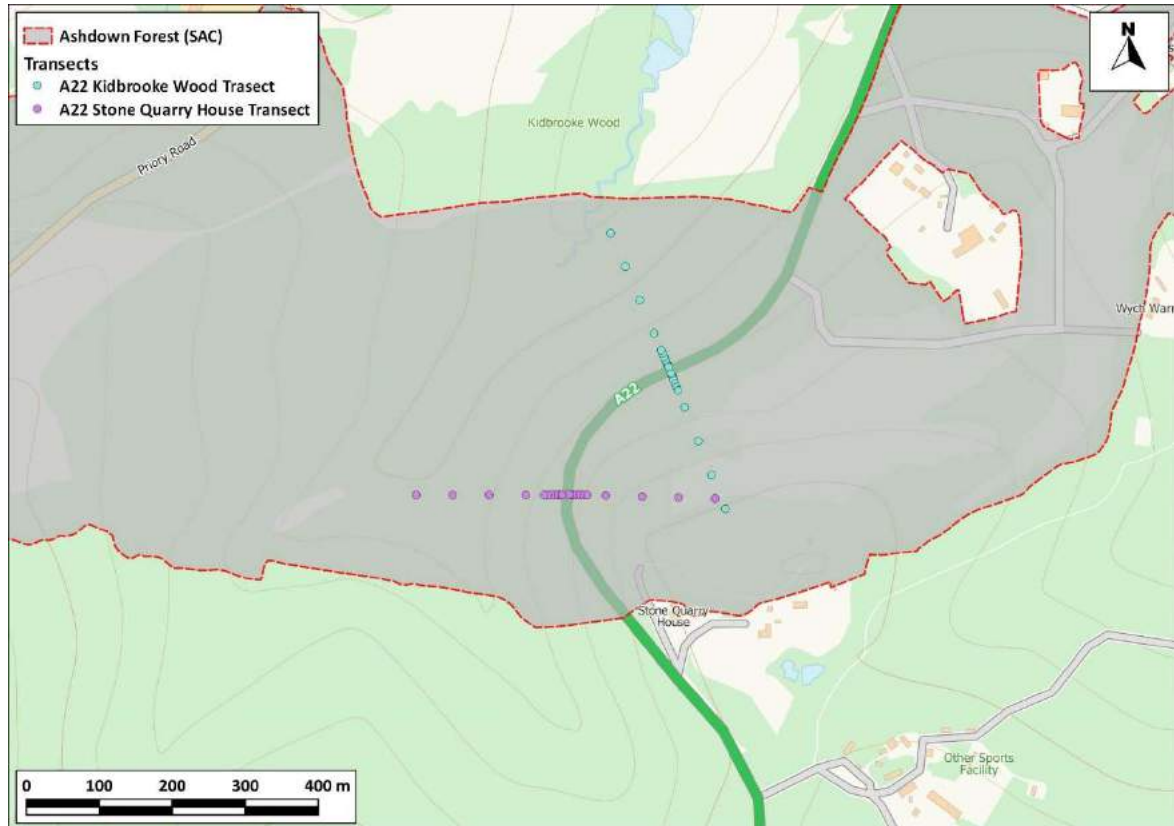 Ashdown Forest (SAC)
Transects
A22 Kidbrooke Wood Trasect
A22 Stone Quarry House Transect
N
Kidbrooke Wood
Priory Road
Wych Warr
A22
Stone Quarry
House
Other Sports
Facility
0 100 200 300 400 m